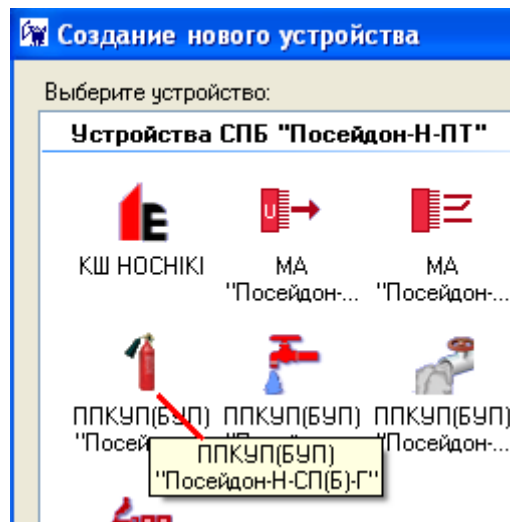 Создание нового устройства
Выберите устройство:
Устройства СПБ "Посейдон-Н-ПТ"
КШ HOCHIKI
МА
"Посейдон-...
МА
"Посейдон-...
ППКУП(БУП)
"Посей
ППКУП(БУП)
ППКУП(БУП)
"Посейдон-...
ППКУП(БУП)
"Посейдон-Н-СП(Б)-Г"